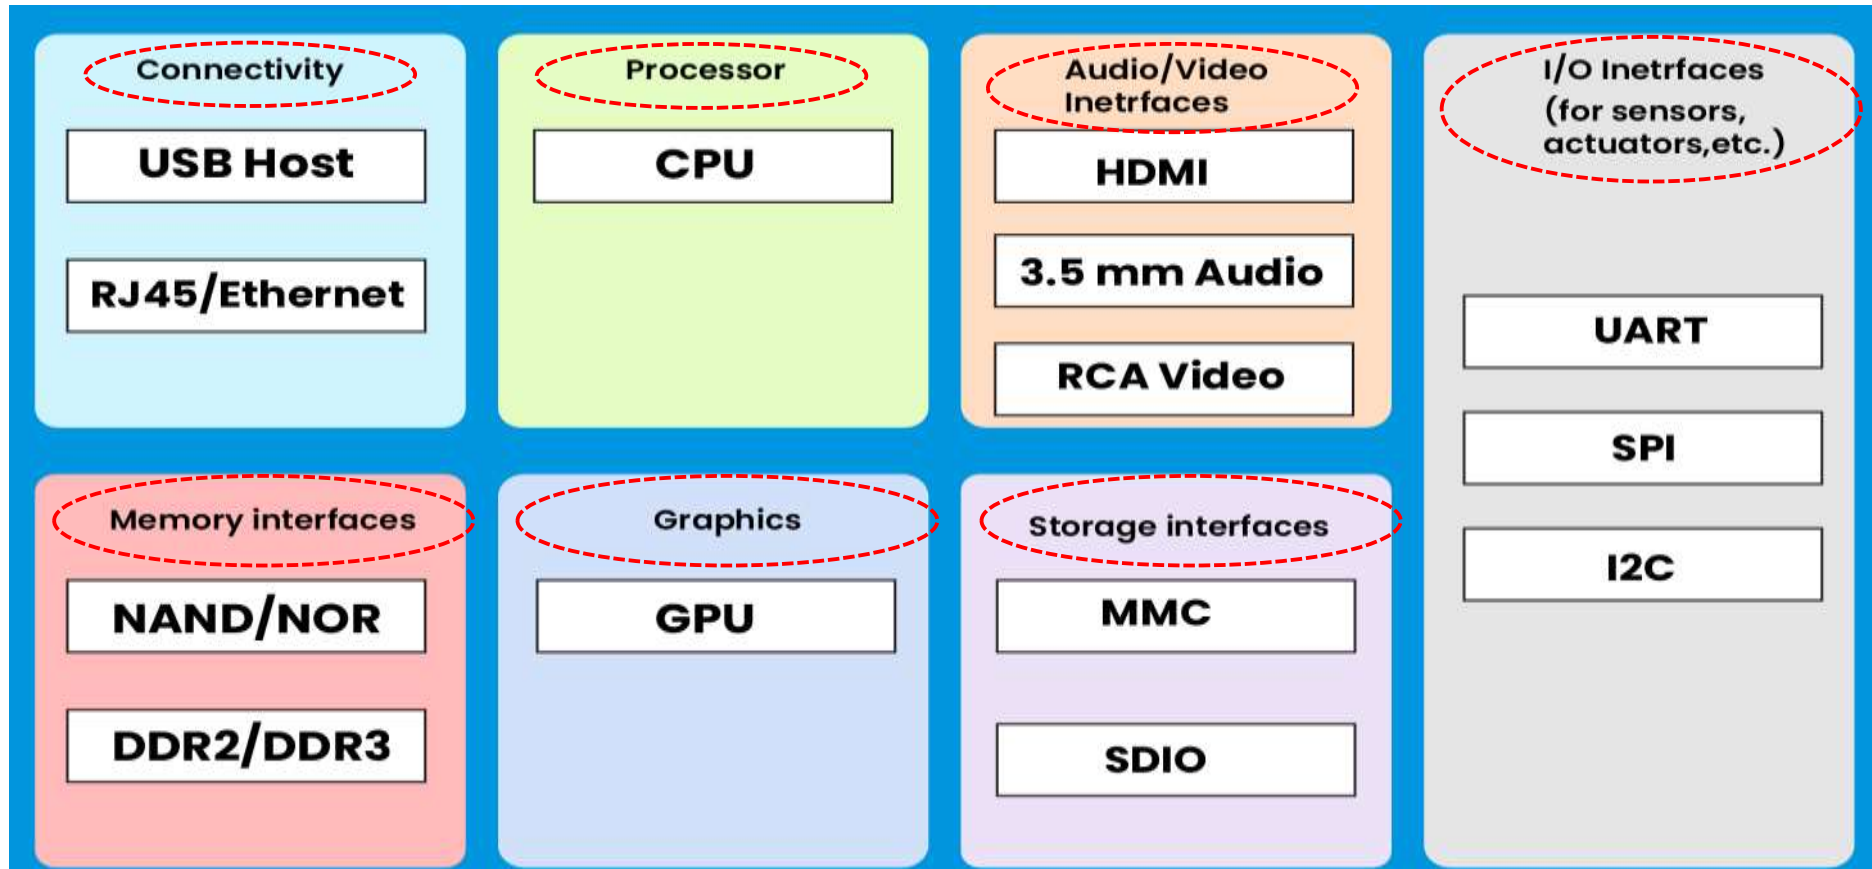 Connectivity
USB Host
RJ45/Ethernet
Processor
CPU
Audio/Video
Inetrfaces
HDMI
3.5 mm Audio
RCA Video
I/O Inetrfaces
(for sensors,
actuators,etc.)
UART
SPI
I2C
Memory interfaces
NAND/NOR
DDR2/DDR3
Graphics
GPU
Storage interfaces
MMC
SDIO